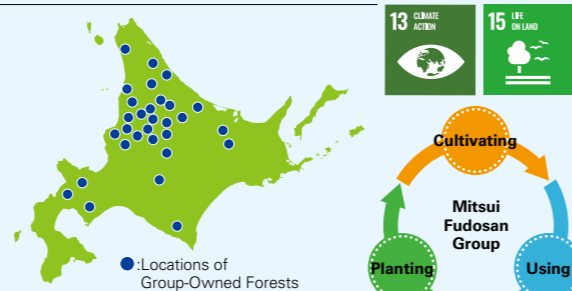 13 CLIMATE
ACTION
15 LIFE
ON LAND
Cultivating
Mitsui
Fudosan
Group
Planting
Using
:Locations of
Group-Owned Forests